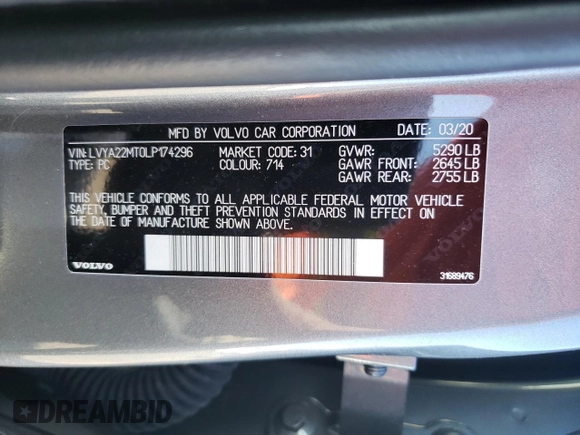 MFD BY VOLVO CAR CORPORATION DATE: 03/20
VIN:LVYA22MT0LP174296 MARKET CODE: 31 GVWR: 5290 LB
TYPE: PC COLOUR: 714 GAWR FRONT: 2645 LB
GAWR REAR: 2755 LB
THIS VEHICLE CONFORMS TO ALL APPLICABLE FEDERAL MOTOR VEHICLE
SAFETY, BUMPER AND THEFT PREVENTION STANDARDS IN EFFECT ON
THE DATE OF MANUFACTURE SHOWN ABOVE.
VOLVO 31689476
DREAMBID